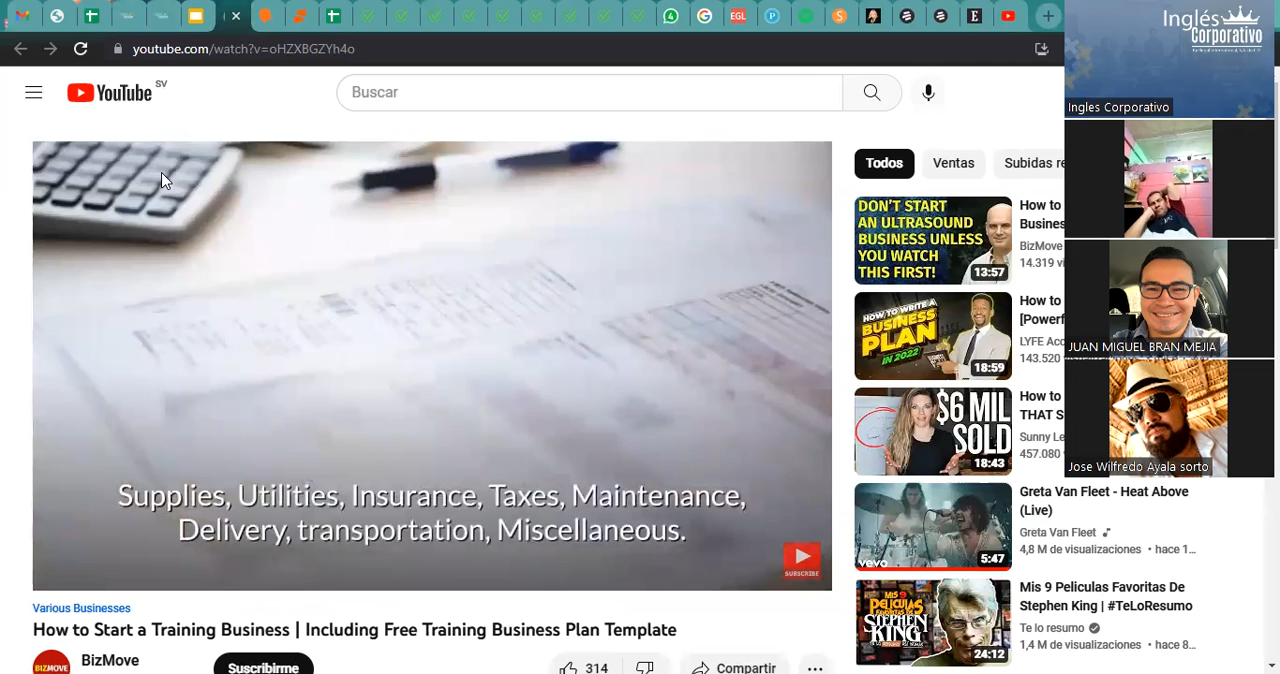 youtube.com/watch?v=oHZXBGZYh4o
YouTube SV
Buscar
Todos
Ventas
Subidas re
Supplies, Utilities, Insurance, Taxes, Maintenance,
Delivery, transportation, Miscellaneous.
SUBSCRIBE
Various Businesses
How to Start a Training Business | Including Free Training Business Plan Template
BIZMOVE
BizMove
Suscribirme
314
Compartir
DON'T START
AN ULTRASOUND
BUSINESS UNLESS
YOU WATCH
THIS FIRST!
13:57
How to
Business
BizMove
14.319 vi
HOW TO WRITE A
BUSINESS
PLAN
IN 2022
18:59
How to
[Powerf
LYFE Acc
143.520
$6 MIL
SOLD
18:43
How to
THAT S
Sunny Le
457.080
vevo
5:47
Greta Van Fleet - Heat Above
(Live)
Greta Van Fleet
4,8 M de visualizaciones • hace 1...
MIS 9
PELICULAS
FAVORITAS DE
STEPHEN
KING
24:12
Mis 9 Peliculas Favoritas De
Stephen King | #TeLoResumo
Te lo resumo
1,4 M de visualizaciones • hace 8...
Inglés
Corporativo
Ingles Corporativo
JUAN MIGUEL BRAN MEJIA
Jose Wilfredo Ayala sorto
EGL